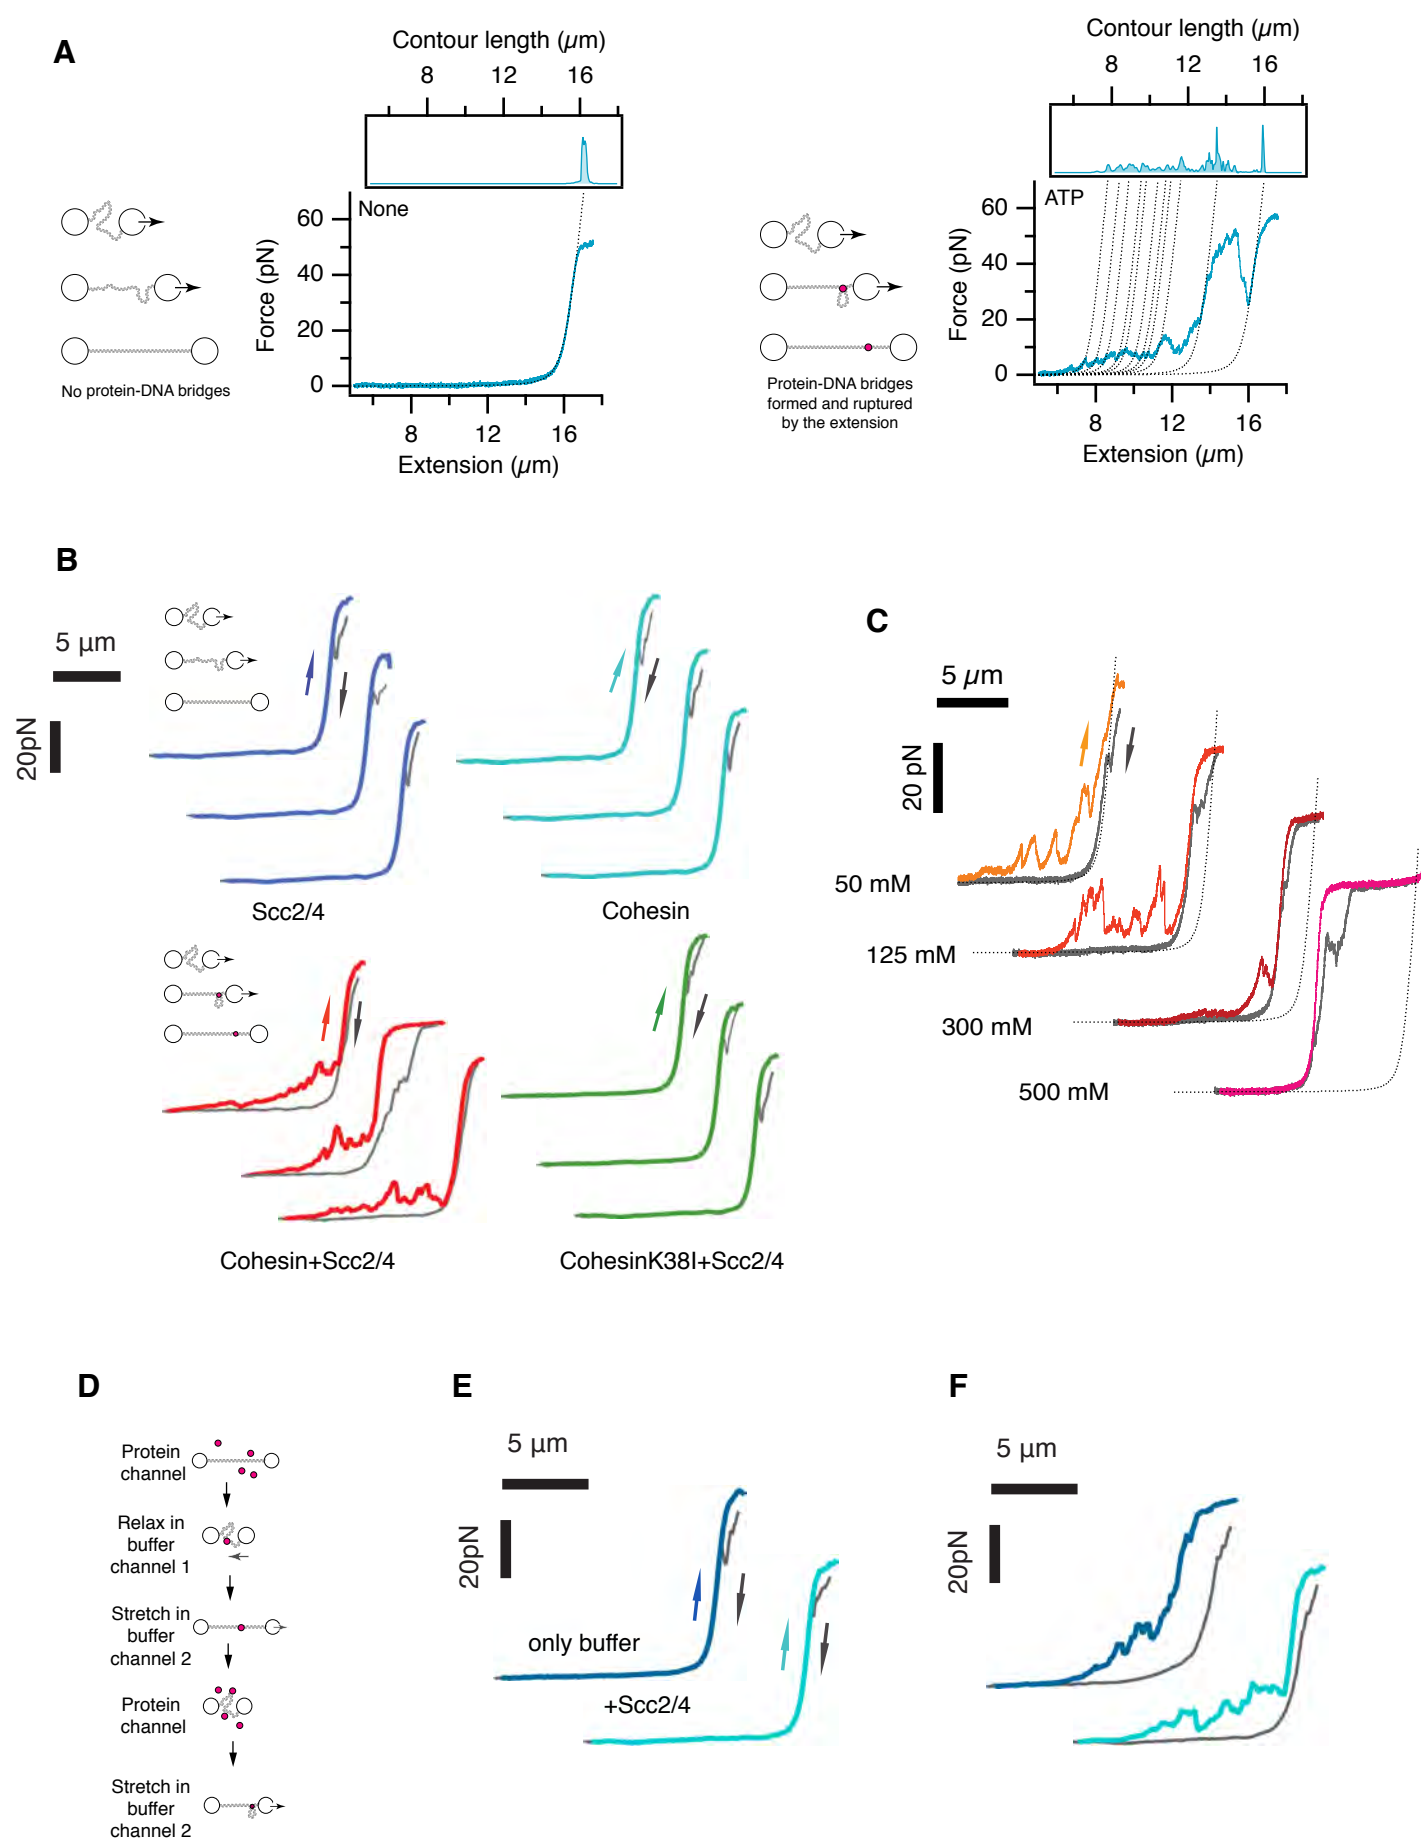 A
Contour length (µm)
8 12 16
None
60
40
20
0
Force (pN)
8 12 16
Extension (µm)
No protein-DNA bridges
Contour length (µm)
8 12 16
ATP
60
40
20
0
Force (pN)
8 12 16
Extension (µm)
Protein-DNA bridges
formed and ruptured
by the extension
B
5 µm
20pN
Scc2/4
Cohesin
Cohesin+Scc2/4
CohesinK38I+Scc2/4
C
5 µm
20 pN
50 mM
125 mM
300 mM
500 mM
D
Protein
channel
Relax in
buffer
channel 1
Stretch in
buffer
channel 2
Protein
channel
Stretch in
buffer
channel 2
E
5 µm
20pN
only buffer
+Scc2/4
F
5 µm
20pN